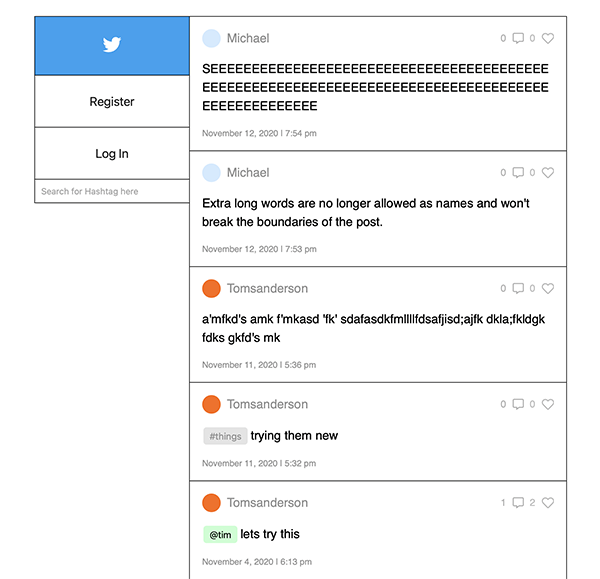 Register
Log In
Search for Hashtag here
Michael
0 0
SEEEEEEEEEEEEEEEEEEEEEEEEEEEEEEEEEEEEEEEEE
EEEEEEEEEEEEEEEEEEEEEEEEEEEEEEEEEEEEEEEEEE
EEEEEEEEEEEEEE
November 12, 2020 | 7:54 pm
Michael
0 0
Extra long words are no longer allowed as names and won't
break the boundaries of the post.
November 12, 2020 | 7:53 pm
Tomsanderson
0 0
a'mfkd's amk f'mkasd 'fk' sdafasdkfmllllfdsafjisd;ajfk dkla;fkldgk
fdks gkfd's mk
November 11, 2020 | 5:36 pm
Tomsanderson
0 0
#things trying them new
November 11, 2020 | 5:32 pm
Tomsanderson
1 2
@tim lets try this
November 4, 2020 | 6:13 pm